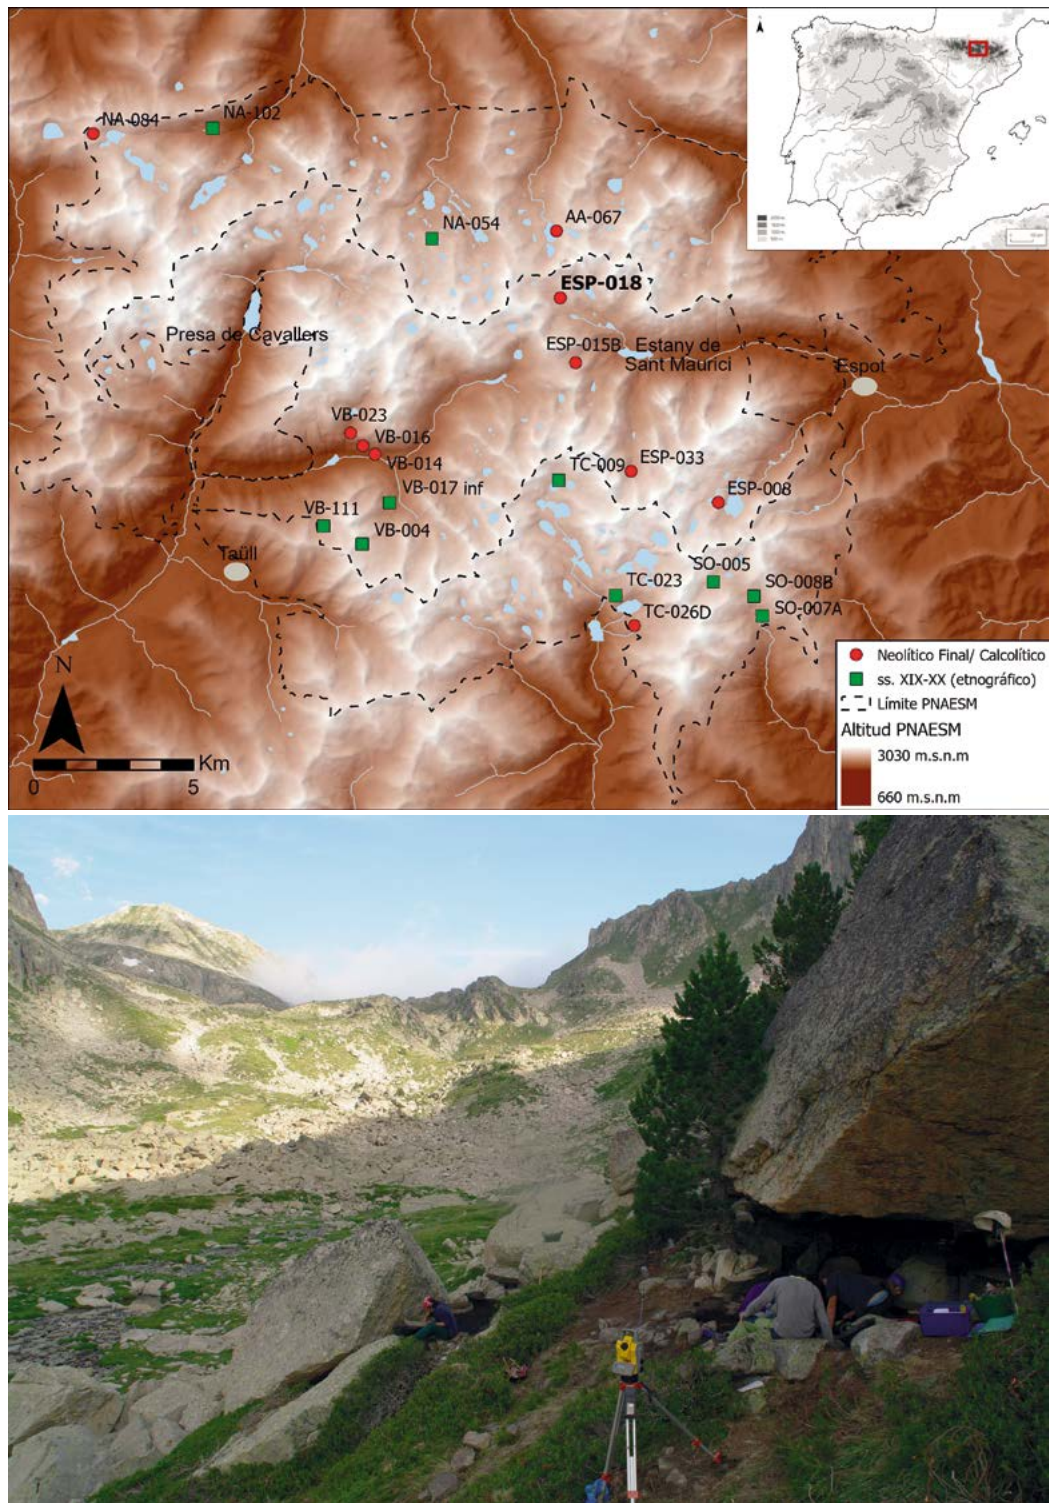 NA-084
NA-102
NA-054
AA-067
ESP-018
Presa de Cavallers
ESP-015B
Estany de
Sant Maurici
Espot
VB-023
VB-016
VB-014
TC-009
ESP-033
VB-017 inf
ESP-008
VB-111
VB-004
Taüll
SO-005
TC-023
SO-008B
SO-007A
TC-026D
N
Km
0
5
Neolítico Final/ Calcolítico
ss. XIX-XX (etnográfico)
Límite PNAESM
Altitud PNAESM
3030 m.s.n.m
660 m.s.n.m